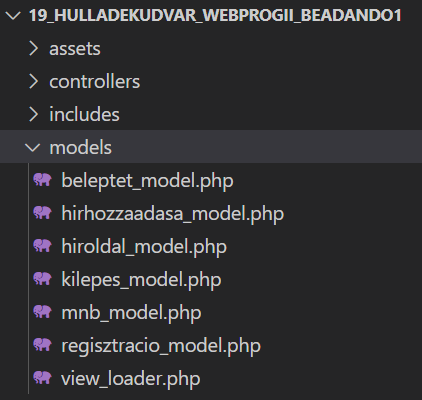 19_HULLADEKUDVAR_WEBPROGII_BEADANDO1
assets
controllers
includes
models
beleptet_model.php
hirhozzaadasa_model.php
hiroldal_model.php
kilepes_model.php
mnb_model.php
regisztracio_model.php
view_loader.php